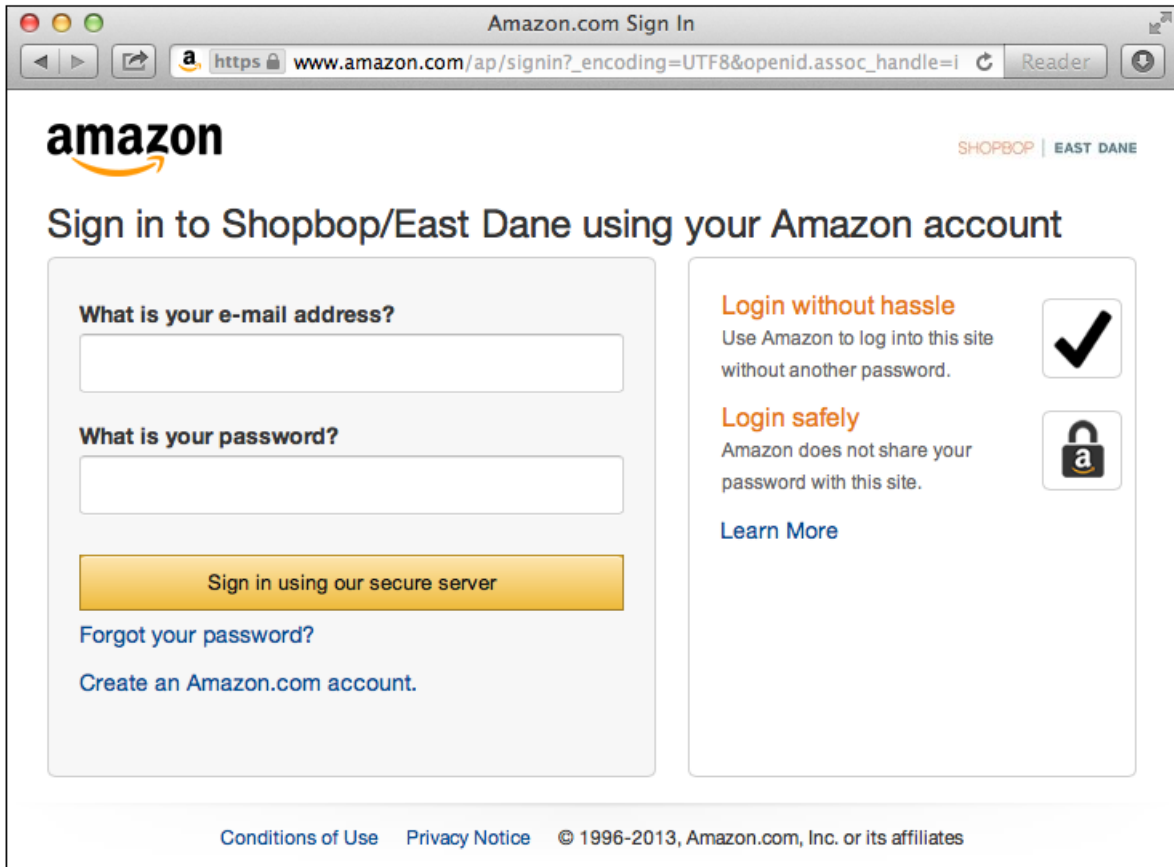 Amazon.com Sign In
a https www.amazon.com/ap/signin?_encoding=UTF8&openid.assoc_handle=i Reader
amazon
SHOPBOP | EAST DANE
Sign in to Shopbop/East Dane using your Amazon account
What is your e-mail address?
What is your password?
Sign in using our secure server
Forgot your password?
Create an Amazon.com account.
Login without hassle
Use Amazon to log into this site
without another password.
Login safely
Amazon does not share your
password with this site.
a
Learn More
Conditions of Use Privacy Notice © 1996-2013, Amazon.com, Inc. or its affiliates